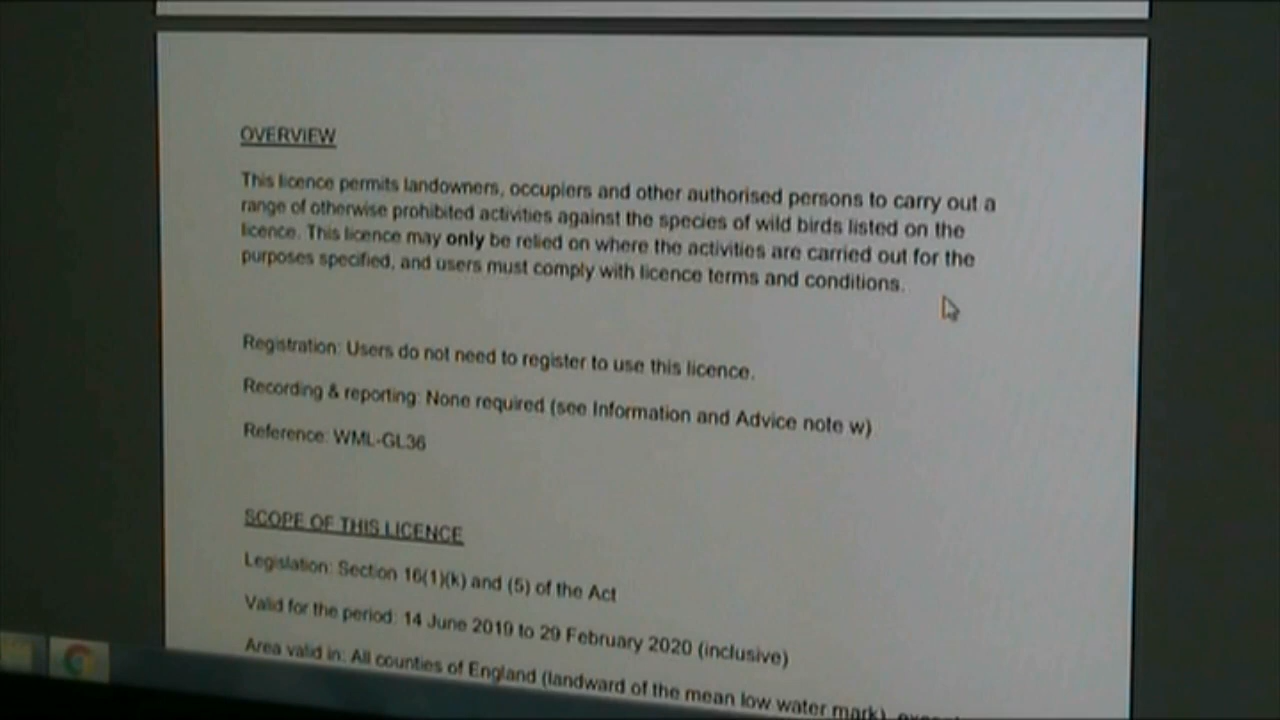 OVERVIEW
This licence permits landowners, occupiers and other authorised persons to carry out a
range of otherwise prohibited activities against the species of wild birds listed on the
licence. This licence may only be relied on where the activities are carried out for the
purposes specified, and users must comply with licence terms and conditions.
Registration: Users do not need to register to use this licence.
Recording & reporting: None required (see Information and Advice note w)
Reference: WML-GL36
SCOPE OF THIS LICENCE
Legislation: Section 16(1)(k) and (5) of the Act
Valid for the period: 14 June 2019 to 29 February 2020 (inclusive)
Area valid in: All counties of England (landward of the mean low water mark),